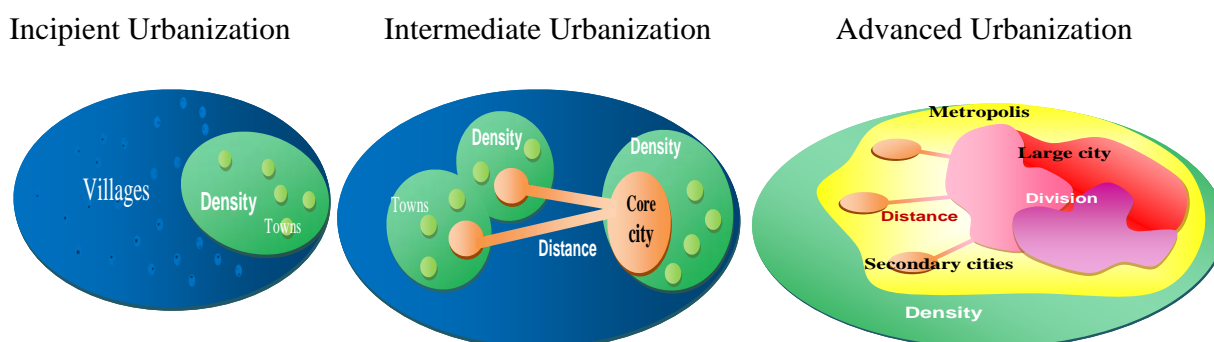 Incipient Urbanization
Intermediate Urbanization
Advanced Urbanization
Villages
Density
Towns
Density
Density
Towns
Core
city
Distance
Metropolis
Large city
Division
Distance
Secondary cities
Density